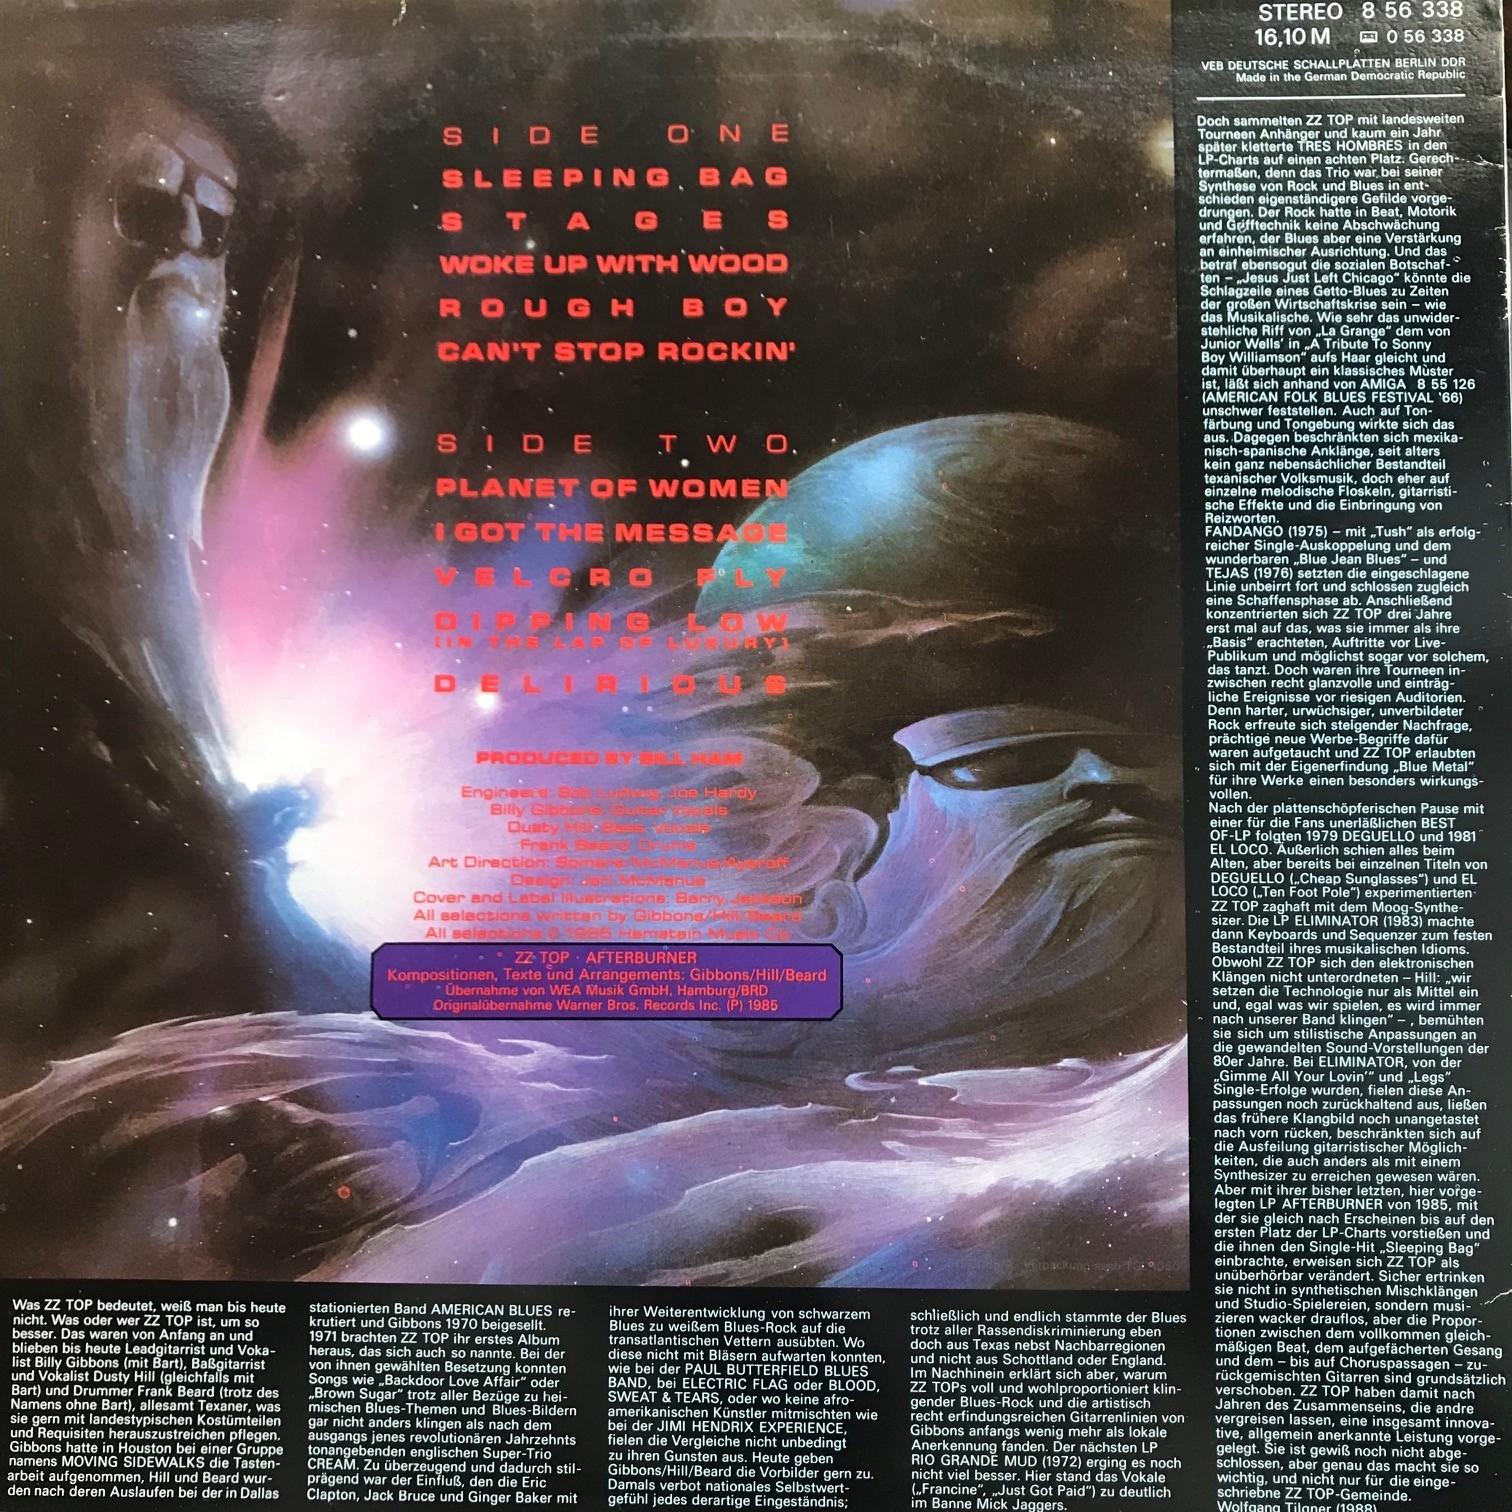 SIDE ONE
SLEEPING BAG
STAGES
WOKE UP WITH WOOD
ROUGH BOY
CAN'T STOP ROCKIN'
SIDE TWO
PLANET OF WOMEN
I GOT THE MESSAGE
VELCRO FLY
DIPPING LOW
(IN THE LAP OF LUXURY)
DELIRIOUS
PRODUCED BY BILL HAM
Engineers: Bob Ludwig, Joe Hardy
Billy Gibbons: Guitar, Vocals
Dusty Hill: Bass, Vocals
Frank Beard: Drums
Art Direction: Somers/McManus/Ayeroff
Design: Jeri McManus
Cover and Label Illustrations: Barry Jackson
All selections written by Gibbons/Hill/Beard
All selections © 1985 Hamstein Music Co.
ZZ TOP · AFTERBURNER
Kompositionen, Texte und Arrangements: Gibbons/Hill/Beard
Übernahme von WEA Musik GmbH, Hamburg/BRD
Originalübernahme Warner Bros. Records Inc. (P) 1985
Was ZZ TOP bedeutet, weiß man bis heute
nicht. Was oder wer ZZ TOP ist, um so
besser. Das waren von Anfang an und
blieben bis heute Leadgitarrist und Voka-
list Billy Gibbons (mit Bart), Baßgitarrist
und Vokalist Dusty Hill (gleichfalls mit
Bart) und Drummer Frank Beard (trotz des
Namens ohne Bart), allesamt Texaner, was
sie gern mit landestypischen Kostümteilen
und Requisiten herauszustreichen pflegen.
Gibbons hatte in Houston bei einer Gruppe
namens MOVING SIDEWALKS die Tasten-
arbeit aufgenommen, Hill und Beard wur-
den nach deren Auslaufen bei der in Dallas
stationierten Band AMERICAN BLUES re-
krutiert und Gibbons 1970 beigesellt.
1971 brachten ZZ TOP ihr erstes Album
heraus, das sich auch so nannte. Bei der
von ihnen gewählten Besetzung konnten
Songs wie „Backdoor Love Affair“ oder
„Brown Sugar“ trotz aller Bezüge zu hei-
mischen Blues-Themen und Blues-Bildern
gar nicht anders klingen als nach dem
ausgangs jenes revolutionären Jahrzehnts
tonangebenden englischen Super-Trio
CREAM. Zu überzeugend und dadurch stil-
prägend war der Einfluß, den die Eric
Clapton, Jack Bruce und Ginger Baker mit
ihrer Weiterentwicklung von schwarzem
Blues zu weißem Blues-Rock auf die
transatlantischen Vettern ausübten. Wo
diese nicht mit Bläsern aufwarten konnten,
wie bei der PAUL BUTTERFIELD BLUES
BAND, bei ELECTRIC FLAG oder BLOOD,
SWEAT & TEARS, oder wo keine afro-
amerikanischen Künstler mitmischten wie
bei der JIMI HENDRIX EXPERIENCE,
fielen die Vergleiche nicht unbedingt
zu ihren Gunsten aus. Heute geben
Gibbons/Hill/Beard die Vorbilder gern zu.
Damals verbot nationales Selbstwert-
gefühl jedes derartige Eingeständnis;
schließlich und endlich stammte der Blues
trotz aller Rassendiskriminierung eben
doch aus Texas nebst Nachbarregionen
und nicht aus Schottland oder England.
Im Nachhinein erklärt sich aber, warum
ZZ TOPs voll und wohlproportioniert klin-
gender Blues-Rock und die artistisch
recht erfindungsreichen Gitarrenlinien von
Gibbons anfangs wenig mehr als lokale
Anerkennung fanden. Der nächsten LP
RIO GRANDE MUD (1972) erging es noch
nicht viel besser. Hier stand das Vokale
(„Francine“, „Just Got Paid“) zu deutlich
im Banne Mick Jaggers.
STEREO 8 56 338
16,10 M 0 56 338
VEB DEUTSCHE SCHALLPLATTEN BERLIN DDR
Made in the German Democratic Republic
Doch sammelten ZZ TOP mit landesweiten
Tourneen Anhänger und kaum ein Jahr
später kletterte TRES HOMBRES in den
LP-Charts auf einen achten Platz. Gerech-
termaßen, denn das Trio war bei seiner
Synthese von Rock und Blues in ent-
schieden eigenständigere Gefilde vorge-
drungen. Der Rock hatte in Beat, Motorik
und Grifftechnik keine Abschwächung
erfahren, der Blues aber eine Verstärkung
an einheimischer Ausrichtung. Und das
betraf ebensogut die sozialen Botschaf-
ten – „Jesus Just Left Chicago“ könnte die
Schlagzeile eines Getto-Blues zu Zeiten
der großen Wirtschaftskrise sein – wie
das Musikalische. Wie sehr das unwider-
stehliche Riff von „La Grange“ dem von
Junior Wells' in „A Tribute To Sonny
Boy Williamson“ aufs Haar gleicht und
damit überhaupt ein klassisches Muster
ist, läßt sich anhand von AMIGA 8 55 126
(AMERICAN FOLK BLUES FESTIVAL '66)
unschwer feststellen. Auch auf Ton-
färbung und Tongebung wirkte sich das
aus. Dagegen beschränkten sich mexika-
nisch-spanische Anklänge, seit alters
kein ganz nebensächlicher Bestandteil
texanischer Volksmusik, doch eher auf
einzelne melodische Floskeln, gitarristi-
sche Effekte und die Einbringung von
Reizworten.
FANDANGO (1975) – mit „Tush“ als erfolg-
reicher Single-Auskoppelung und dem
wunderbaren „Blue Jean Blues“ – und
TEJAS (1976) setzten die eingeschlagene
Linie unbeirrt fort und schlossen zugleich
eine Schaffensphase ab. Anschließend
konzentrierten sich ZZ TOP drei Jahre
erst mal auf das, was sie immer als ihre
„Basis“ erachteten, Auftritte vor Live-
Publikum und möglichst sogar vor solchem,
das tanzt. Doch waren ihre Tourneen in-
zwischen recht glanzvolle und einträg-
liche Ereignisse vor riesigen Auditorien.
Denn harter, urwüchsiger, unverbildeter
Rock erfreute sich steigender Nachfrage,
prächtige neue Werbe-Begriffe dafür
waren aufgetaucht und ZZ TOP erlaubten
sich mit der Eigenerfindung „Blue Metal“
für ihre Werke einen besonders wirkungs-
vollen.
Nach der plattenschöpferischen Pause mit
einer für die Fans unerläßlichen BEST
OF-LP folgten 1979 DEGUELLO und 1981
EL LOCO. Äußerlich schien alles beim
Alten, aber bereits bei einzelnen Titeln von
DEGUELLO („Cheap Sunglasses“) und EL
LOCO („Ten Foot Pole“) experimentierten
ZZ TOP zaghaft mit dem Moog-Synthe-
sizer. Die LP ELIMINATOR (1983) machte
dann Keyboards und Sequenzer zum festen
Bestandteil ihres musikalischen Idioms.
Obwohl ZZ TOP sich den elektronischen
Klängen nicht unterordneten – Hill: „wir
setzen die Technologie nur als Mittel ein
und, egal was wir spielen, es wird immer
nach unserer Band klingen“ – , bemühten
sie sich um stilistische Anpassungen an
die gewandelten Sound-Vorstellungen der
80er Jahre. Bei ELIMINATOR, von der
„Gimme All Your Lovin'“ und „Legs“
Single-Erfolge wurden, fielen diese An-
passungen noch zurückhaltend aus, ließen
das frühere Klangbild noch unangetastet
nach vorn rücken, beschränkten sich auf
die Ausfeilung gitarristischer Möglich-
keiten, die auch anders als mit einem
Synthesizer zu erreichen gewesen wären.
Aber mit ihrer bisher letzten, hier vorge-
legten LP AFTERBURNER von 1985, mit
der sie gleich nach Erscheinen bis auf den
ersten Platz der LP-Charts vorstießen und
die ihnen den Single-Hit „Sleeping Bag“
einbrachte, erweisen sich ZZ TOP als
unüberhörbar verändert. Sicher ertrinken
sie nicht in synthetischen Mischklängen
und Studio-Spielereien, sondern musi-
zieren wacker drauflos, aber die Propor-
tionen zwischen dem vollkommen gleich-
mäßigen Beat, dem aufgefächerten Gesang
und dem – bis auf Choruspassagen – zu-
rückgemischten Gitarren sind grundsätzlich
verschoben. ZZ TOP haben damit nach
Jahren des Zusammenseins, die andre
vergreisen lassen, eine insgesamt innova-
tive, allgemein anerkannte Leistung vorge-
gelegt. Sie ist gewiß noch nicht abge-
schlossen, aber genau das macht sie so
wichtig, und nicht nur für die einge-
schriebne ZZ TOP-Gemeinde.
Wolfgang Tilgner (1988)